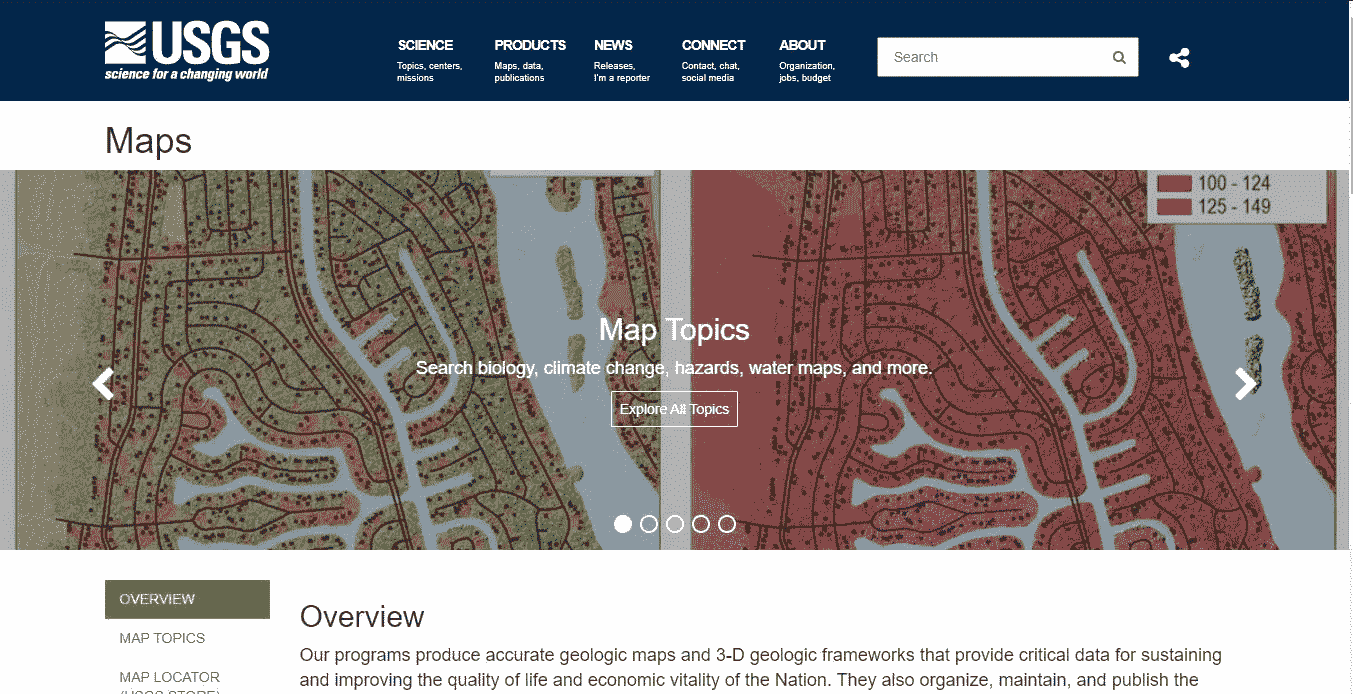 USGS
science for a changing world
SCIENCE
Topics, centers,
missions
PRODUCTS
Maps, data,
publications
NEWS
Releases,
I'm a reporter
CONNECT
Contact, chat,
social media
ABOUT
Organization,
jobs, budget
Search
Maps
100 - 124
125 - 149
Map Topics
Search biology, climate change, hazards, water maps, and more.
Explore All Topics
OVERVIEW
MAP TOPICS
MAP LOCATOR
(USGS STORE)
Overview
Our programs produce accurate geologic maps and 3-D geologic frameworks that provide critical data for sustaining
and improving the quality of life and economic vitality of the Nation. They also organize, maintain, and publish the